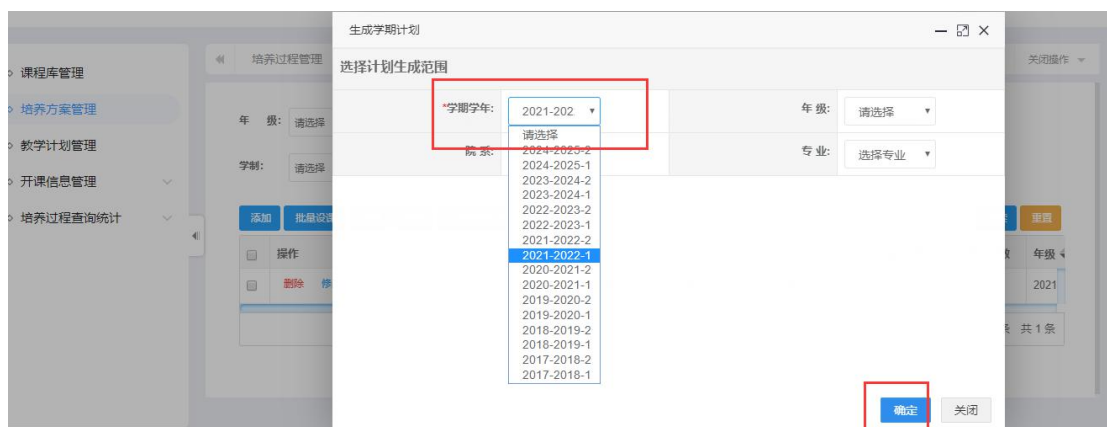 生成学期计划
选择计划生成范围
课程库管理
培养方案管理
教学计划管理
开课信息管理
培养过程查询统计
培养过程管理
关闭操作
年 级: 请选择
学制: 请选择
添加
批量设
重置
操作
年级
删除
修
2021
共 1 条
*学期学年: 2021-202
年 级: 请选择
院 系:
专 业: 选择专业
请选择
2024-2025-2
2024-2025-1
2023-2024-2
2023-2024-1
2022-2023-2
2022-2023-1
2021-2022-2
2021-2022-1
2020-2021-2
2020-2021-1
2019-2020-2
2019-2020-1
2018-2019-2
2018-2019-1
2017-2018-2
2017-2018-1
确定
关闭